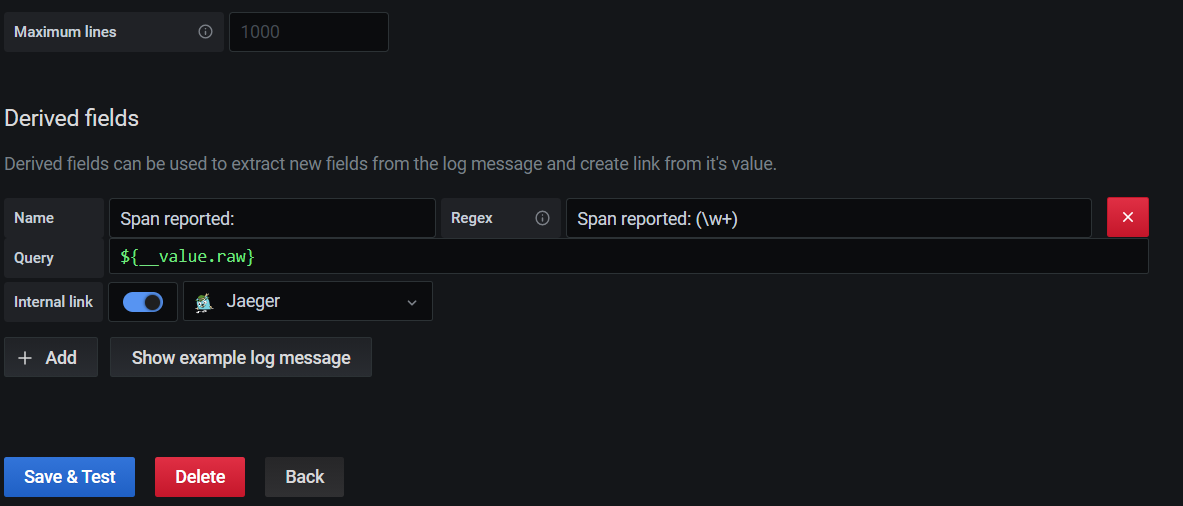 Maximum lines 1000
Derived fields
Derived fields can be used to extract new fields from the log message and create link from it's value.
Name Span reported: Regex Span reported: (\w+)
Query ${__value.raw}
Internal link Jaeger
+ Add Show example log message
Save & Test Delete Back